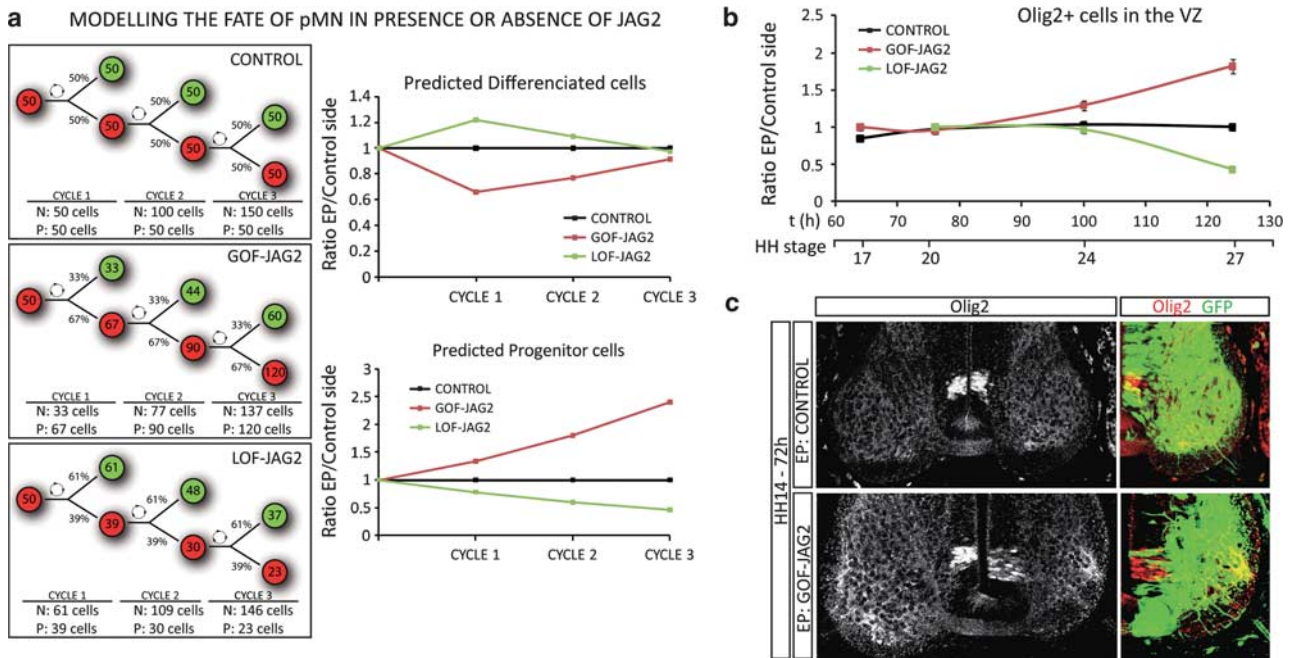 a MODELLING THE FATE OF pMN IN PRESENCE OR ABSENCE OF JAG2
CONTROL
50
50
50
50
50
50
50
50%
50%
50%
50%
50%
50%
CYCLE 1 CYCLE 2 CYCLE 3
N: 50 cells N: 100 cells N: 150 cells
P: 50 cells P: 50 cells P: 50 cells
GOF-JAG2
50
33
67
44
90
60
120
33%
67%
33%
67%
33%
67%
CYCLE 1 CYCLE 2 CYCLE 3
N: 33 cells N: 77 cells N: 137 cells
P: 67 cells P: 90 cells P: 120 cells
LOF-JAG2
50
61
39
48
30
37
23
61%
39%
61%
39%
61%
39%
CYCLE 1 CYCLE 2 CYCLE 3
N: 61 cells N: 109 cells N: 146 cells
P: 39 cells P: 30 cells P: 23 cells
Predicted Differenciated cells
Ratio EP/Control side
1.4
1.2
1
0.8
0.6
0.4
0.2
0
CONTROL
GOF-JAG2
LOF-JAG2
CYCLE 1 CYCLE 2 CYCLE 3
Predicted Progenitor cells
Ratio EP/Control side
3
2.5
2
1.5
1
0.5
0
CONTROL
GOF-JAG2
LOF-JAG2
CYCLE 1 CYCLE 2 CYCLE 3
b Olig2+ cells in the VZ
Ratio EP/Control side
2.5
2
1.5
1
0.5
0
CONTROL
GOF-JAG2
LOF-JAG2
t (h) 60 70 80 90 100 110 120 130
HH stage 17 20 24 27
c
Olig2
Olig2 GFP
HH14 - 72h
EP: CONTROL
EP: GOF-JAG2